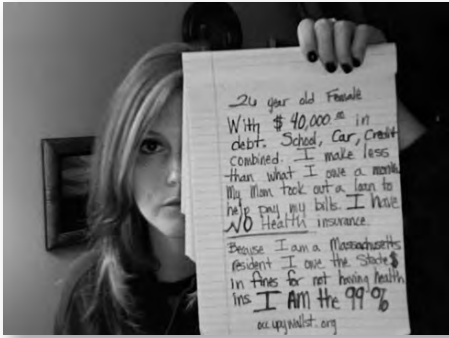 26 year old Female
With $40,000.00 in
debt. School, Car, Credit
combined. I make less
than what I owe a month
My Mom took out a loan to
help pay my bills. I have
NO Health insurance
Because I am a Massachusetts
resident I owe the State $
in fines for not having health
ins I AM the 99%
occupywallst.org